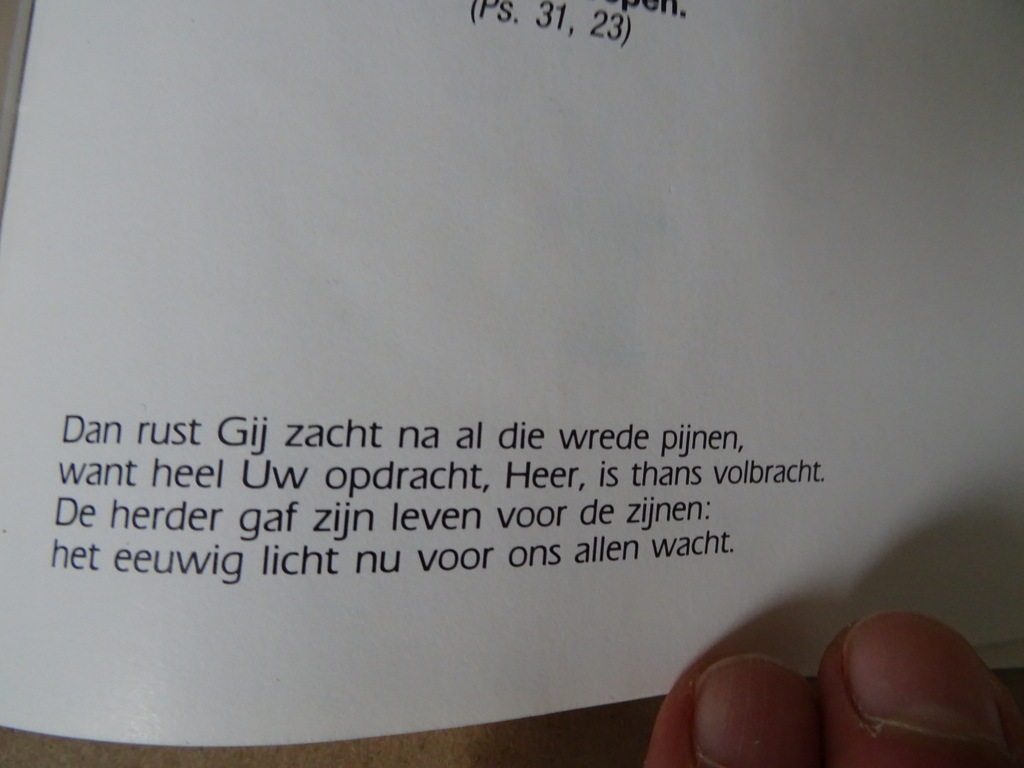 (Ps. 31, 23)
Dan rust Gij zacht na al die wrede pijnen,
want heel Uw opdracht, Heer, is thans volbracht.
De herder gaf zijn leven voor de zijnen:
het eeuwig licht nu voor ons allen wacht.